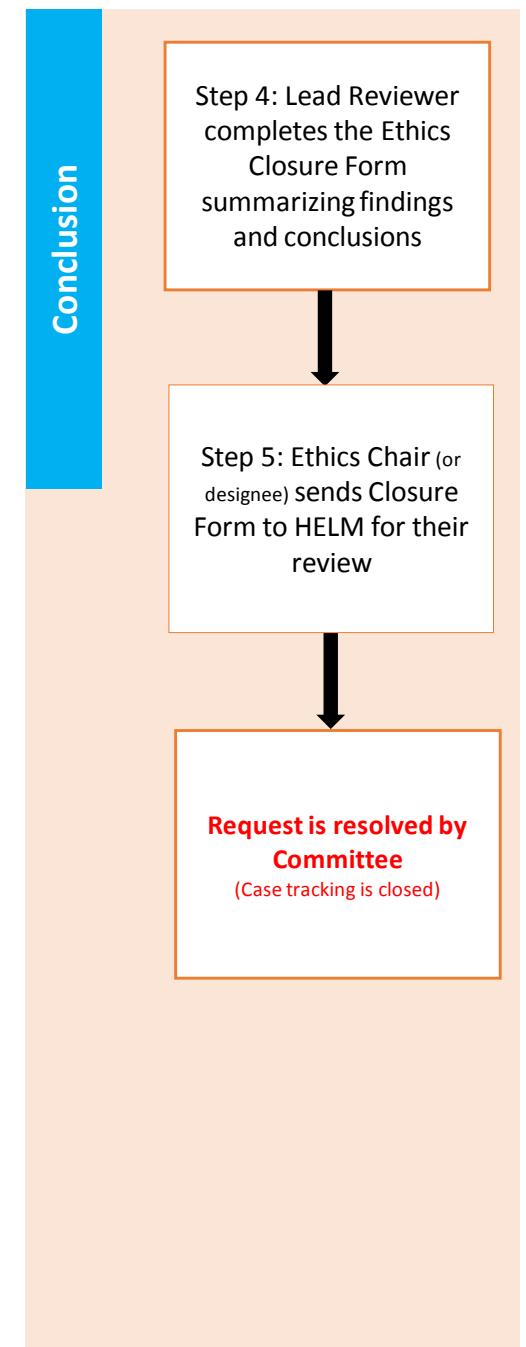 Conclusion
Step 4: Lead Reviewer
completes the Ethics
Closure Form
summarizing findings
and conclusions
Step 5: Ethics Chair (or
designee) sends Closure
Form to HELM for their
review
Request is resolved by
Committee
(Case tracking is closed)